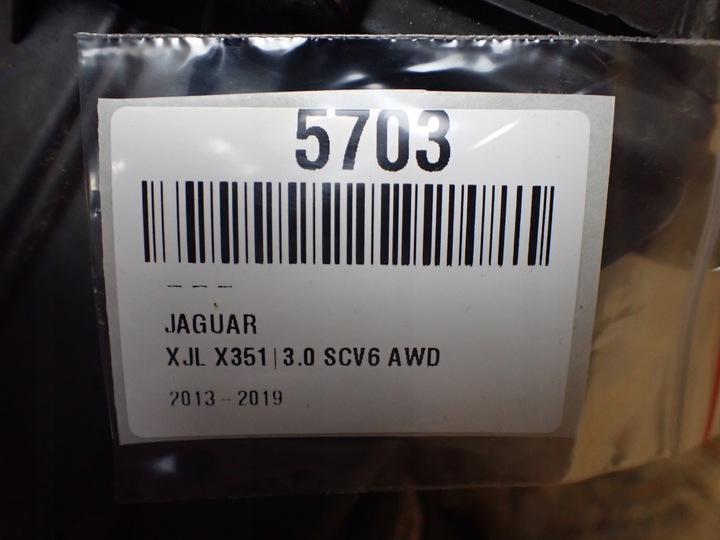 5703
- - -
JAGUAR
XJL X351|3.0 SCV6 AWD
2013-2019